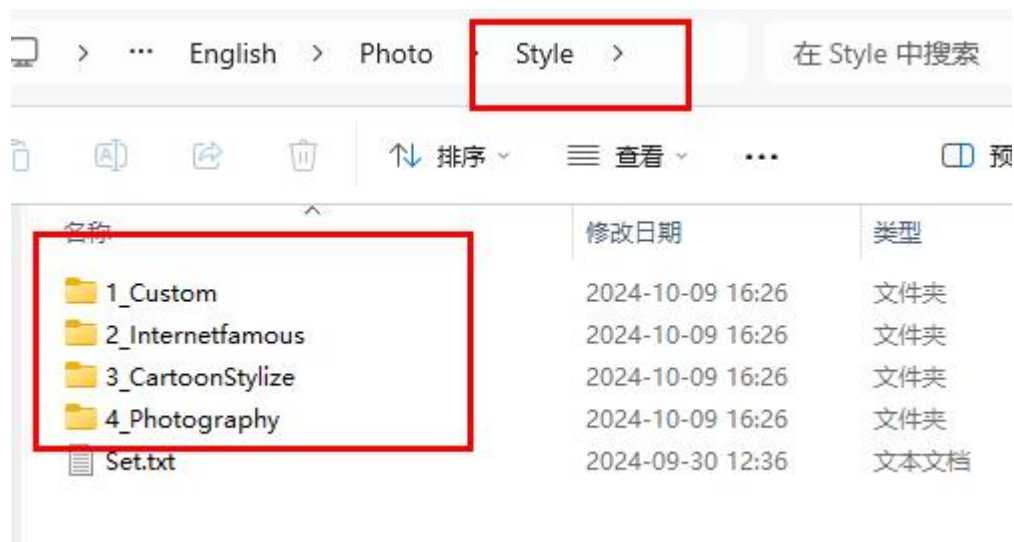 > ··· English > Photo > Style > 在 Style 中搜索
排序 查看 ··· 预
名称 修改日期 类型
1_Custom 2024-10-09 16:26 文件夹
2_Internetfamous 2024-10-09 16:26 文件夹
3_CartoonStylize 2024-10-09 16:26 文件夹
4_Photography 2024-10-09 16:26 文件夹
Set.txt 2024-09-30 12:36 文本文档